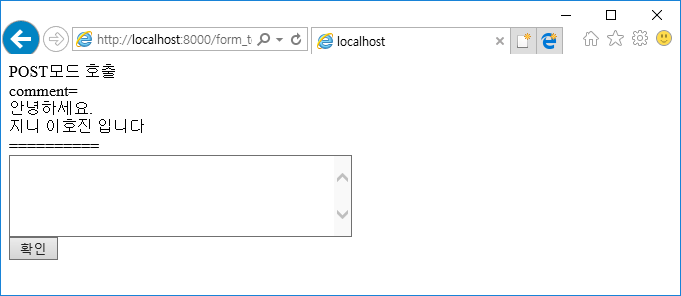 http://localhost:8000/form_t
localhost
POST모드 호출
comment=
안녕하세요.
지니 이호진 입니다
==========
확인